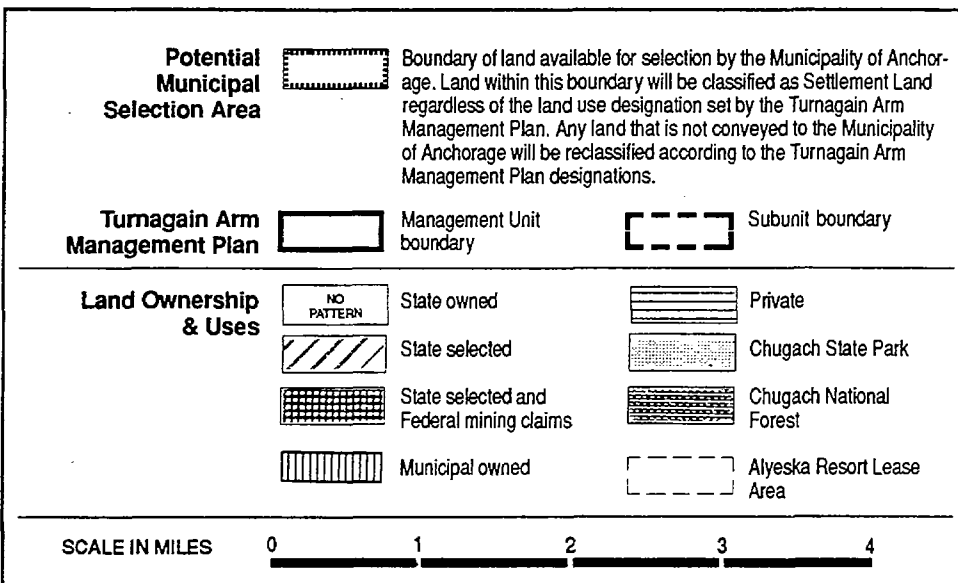 Potential
Municipal
Selection Area
Boundary of land available for selection by the Municipality of Anchor-
age. Land within this boundary will be classified as Settlement Land
regardless of the land use designation set by the Turnagain Arm
Management Plan. Any land that is not conveyed to the Municipality
of Anchorage will be reclassified according to the Turnagain Arm
Management Plan designations.
Turnagain Arm
Management Plan
Management Unit
boundary
Subunit boundary
Land Ownership
& Uses
NO
PATTERN
State owned
Private
State selected
Chugach State Park
State selected and
Federal mining claims
Chugach National
Forest
Municipal owned
Alyeska Resort Lease
Area
SCALE IN MILES 0 1 2 3 4